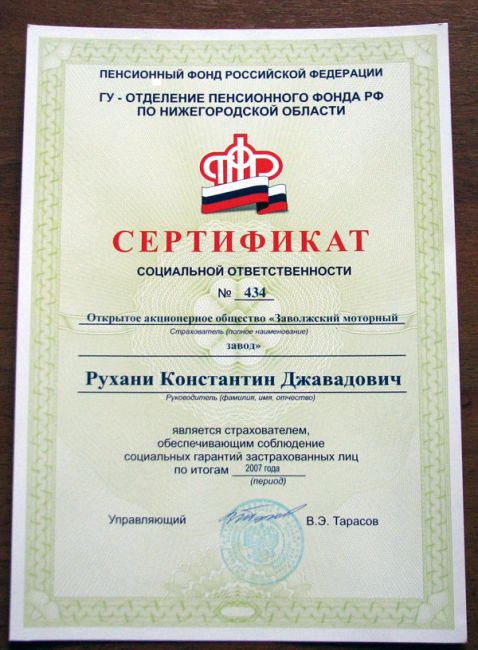 ПЕНСИОННЫЙ ФОНД РОССИЙСКОЙ ФЕДЕРАЦИИ
ГУ - ОТДЕЛЕНИЕ ПЕНСИОННОГО ФОНДА РФ
ПО НИЖЕГОРОДСКОЙ ОБЛАСТИ
СЕРТИФИКАТ
СОЦИАЛЬНОЙ ОТВЕТСТВЕННОСТИ
№ 434
Открытое акционерное общество «Заволжский моторный
Страхователь (полное наименование)
завод»
Рухани Константин Джавадович
Руководитель (фамилия, имя, отчество)
является страхователем,
обеспечивающим соблюдение
социальных гарантий застрахованных лиц
по итогам 2007 года
(период)
Управляющий В.Э. Тарасов